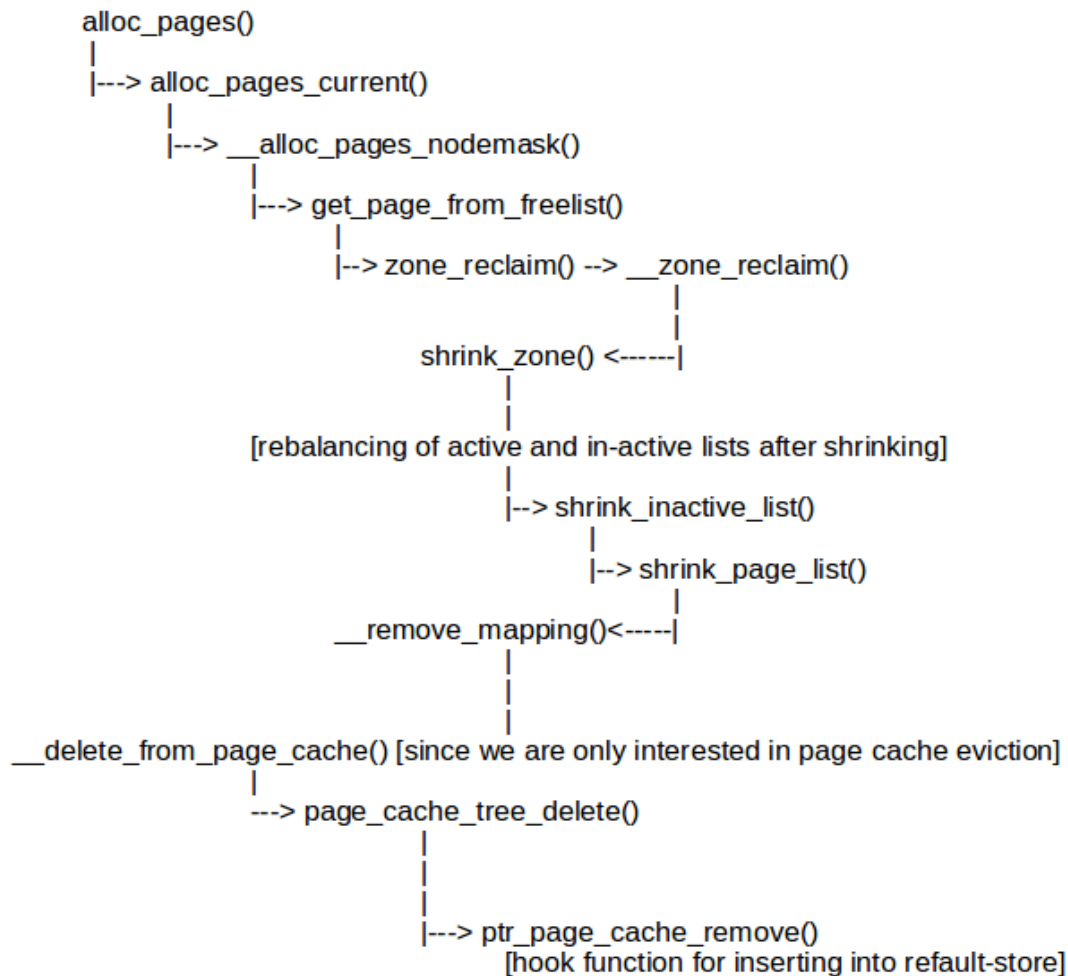 alloc_pages()
|
|---> alloc_pages_current()
|
|---> __alloc_pages_nodemask()
|
|---> get_page_from_freelist()
|
|--> zone_reclaim() --> __zone_reclaim()
|
|
shrink_zone() <------|
|
|
[rebalancing of active and in-active lists after shrinking]
|
|--> shrink_inactive_list()
|
|--> shrink_page_list()
|
__remove_mapping()<-----|
|
|
|
__delete_from_page_cache() [since we are only interested in page cache eviction]
|
---> page_cache_tree_delete()
|
|
|
|---> ptr_page_cache_remove()
[hook function for inserting into refault-store]